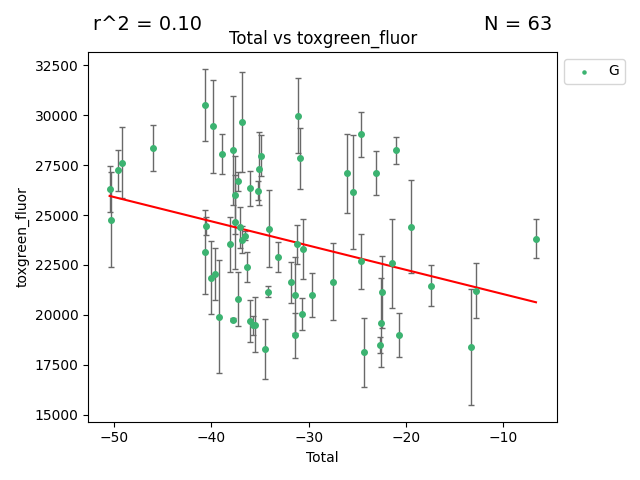 r^2 = 0.10
N = 63
Total vs toxgreen_fluor
G
32500
30000
27500
25000
22500
20000
17500
15000
toxgreen_fluor
−50 −40 −30 −20 −10
Total